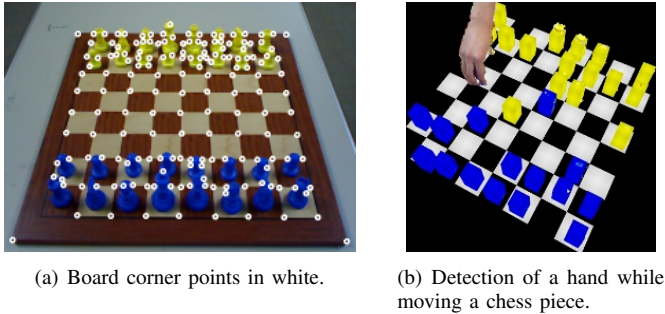 (a) Board corner points in white.
(b) Detection of a hand while
moving a chess piece.